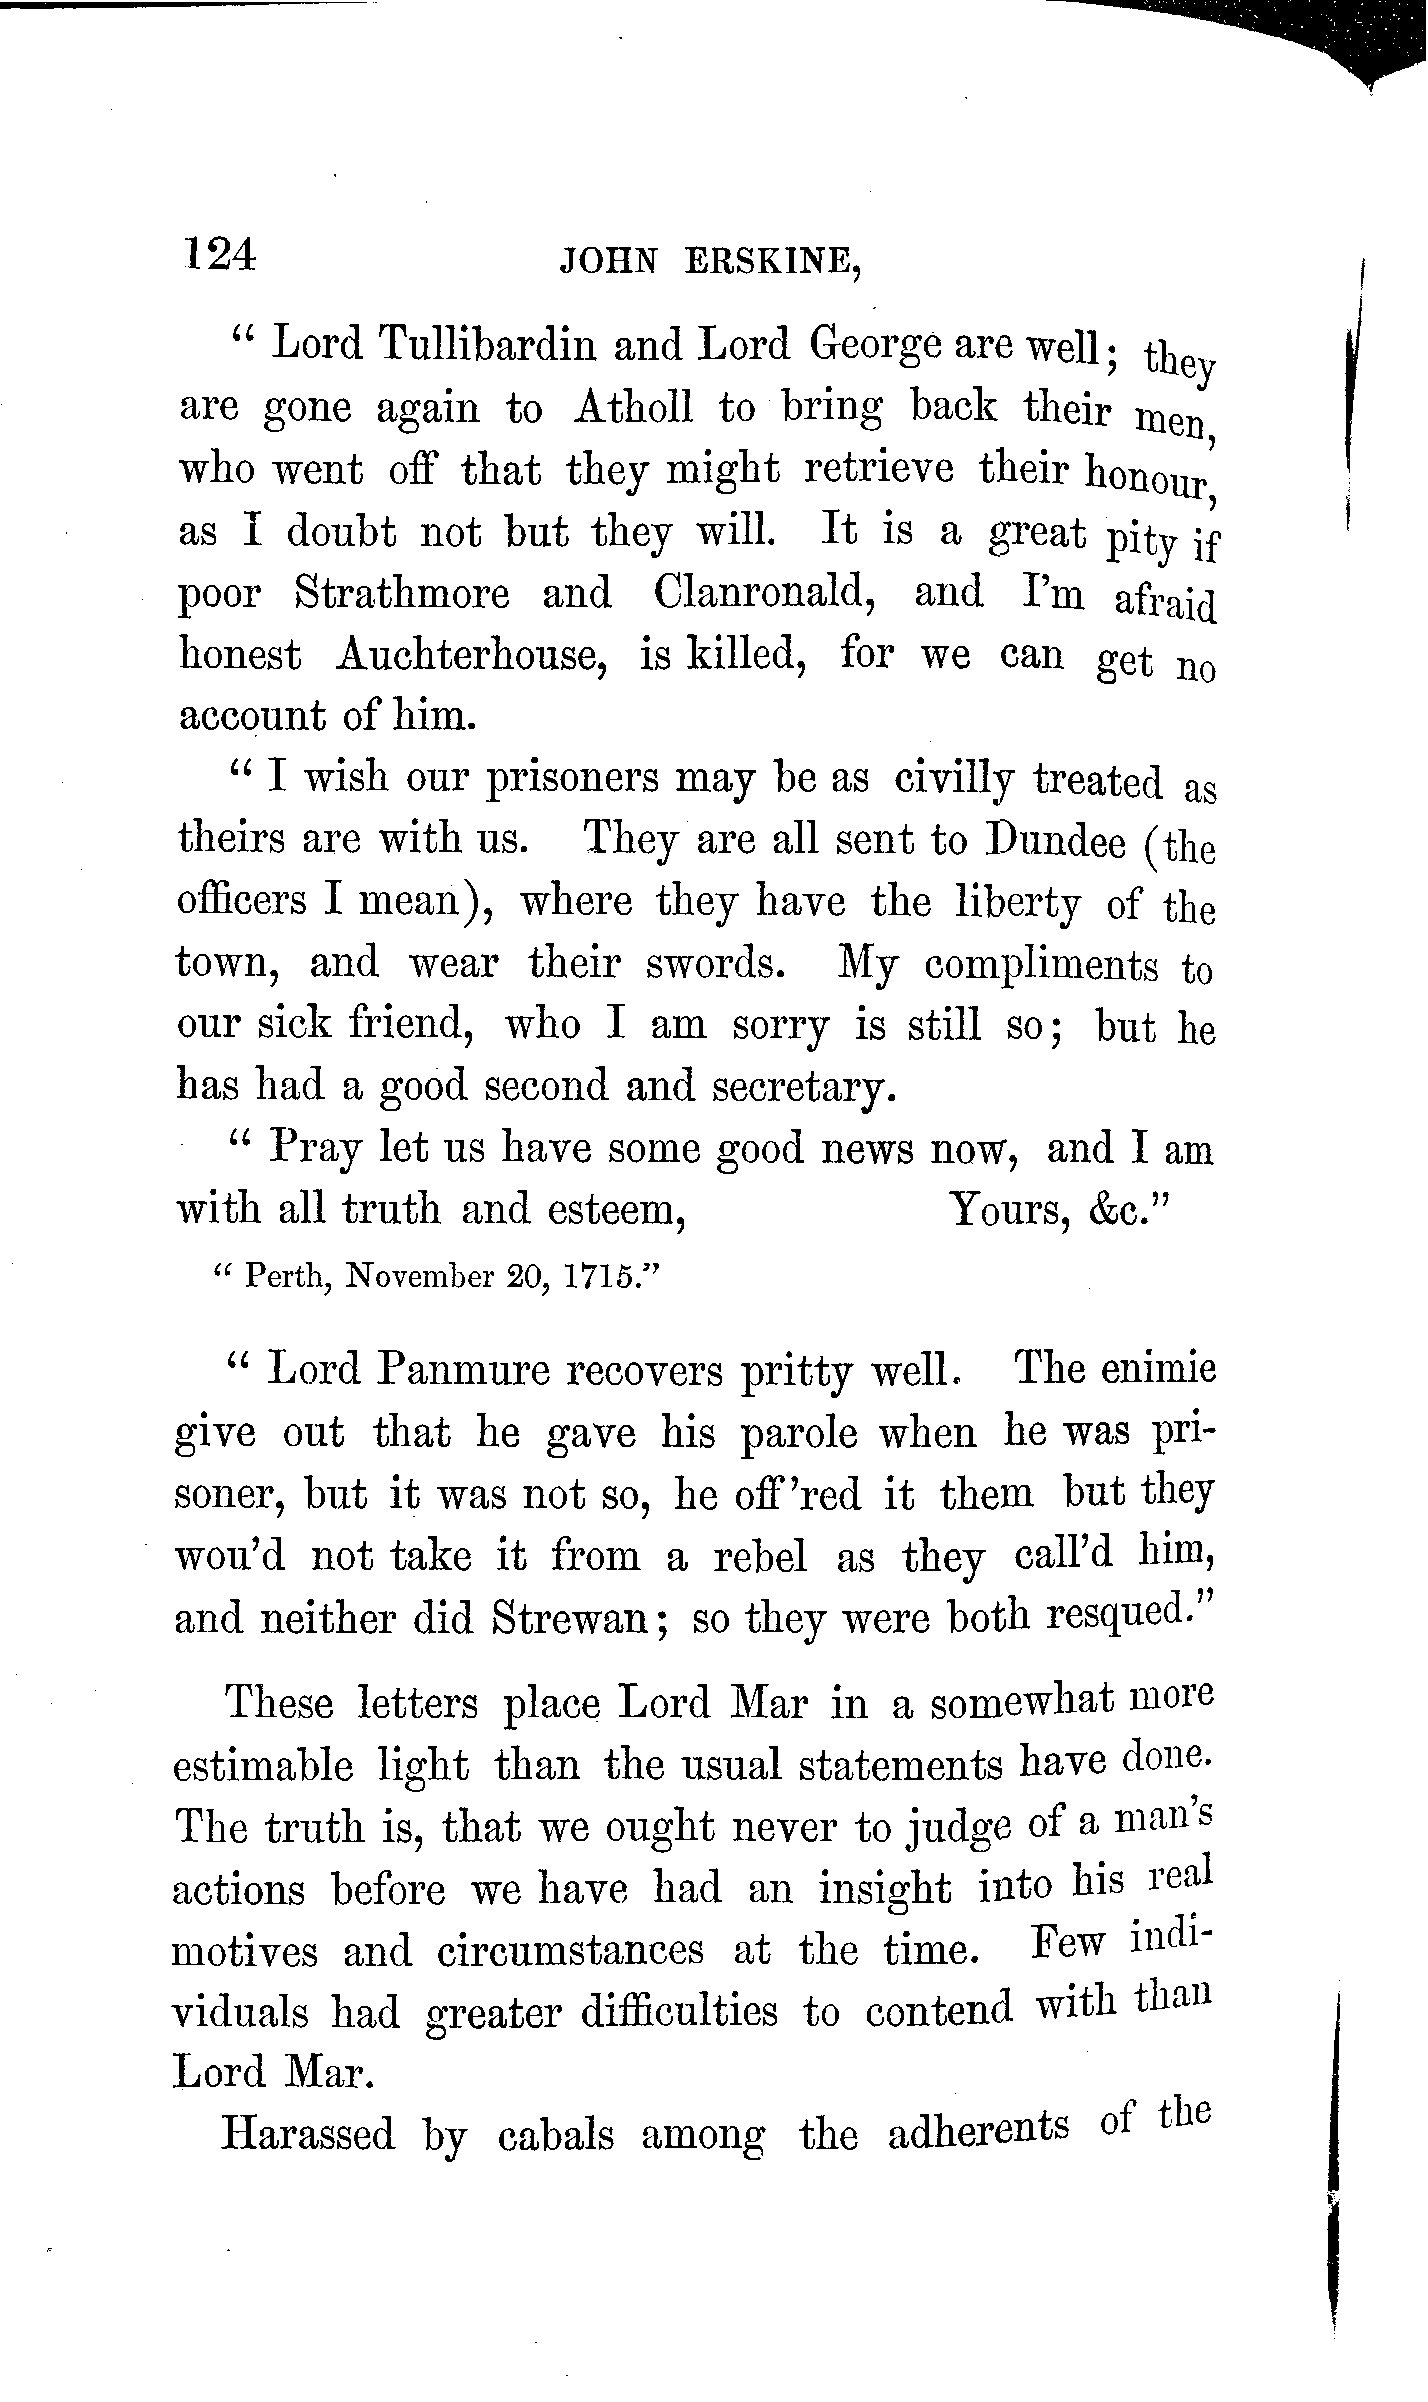 124 JOHN ERSKINE,
“ Lord Tullibardin and Lord George are well; they
are gone again to Atholl to bring back their men,
who went off that they might retrieve their honour,
as I doubt not but they will. It is a great pity if
poor Strathmore and Clanronald, and I’m afraid
honest Auchterhouse, is killed, for we can get no
account of him.
“ I wish our prisoners may be as civilly treated as
theirs are with us. They are all sent to Dundee (the
officers I mean), where they have the liberty of the
town, and wear their swords. My compliments to
our sick friend, who I am sorry is still so; but he
has had a good second and secretary.
“ Pray let us have some good news now, and I am
with all truth and esteem, Yours, &c.”
“ Perth, November 20, 1715.”
“ Lord Panmure recovers pritty well. The enimie
give out that he gave his parole when he was pri-
soner, but it was not so, he off’red it them but they
wou’d not take it from a rebel as they call’d him,
and neither did Strewan; so they were both resqued.”
These letters place Lord Mar in a somewhat more
estimable light than the usual statements have done.
The truth is, that we ought never to judge of a man’s
actions before we have had an insight into his real
motives and circumstances at the time. Few indi-
viduals had greater difficulties to contend with than
Lord Mar.
Harassed by cabals among the adherents of the